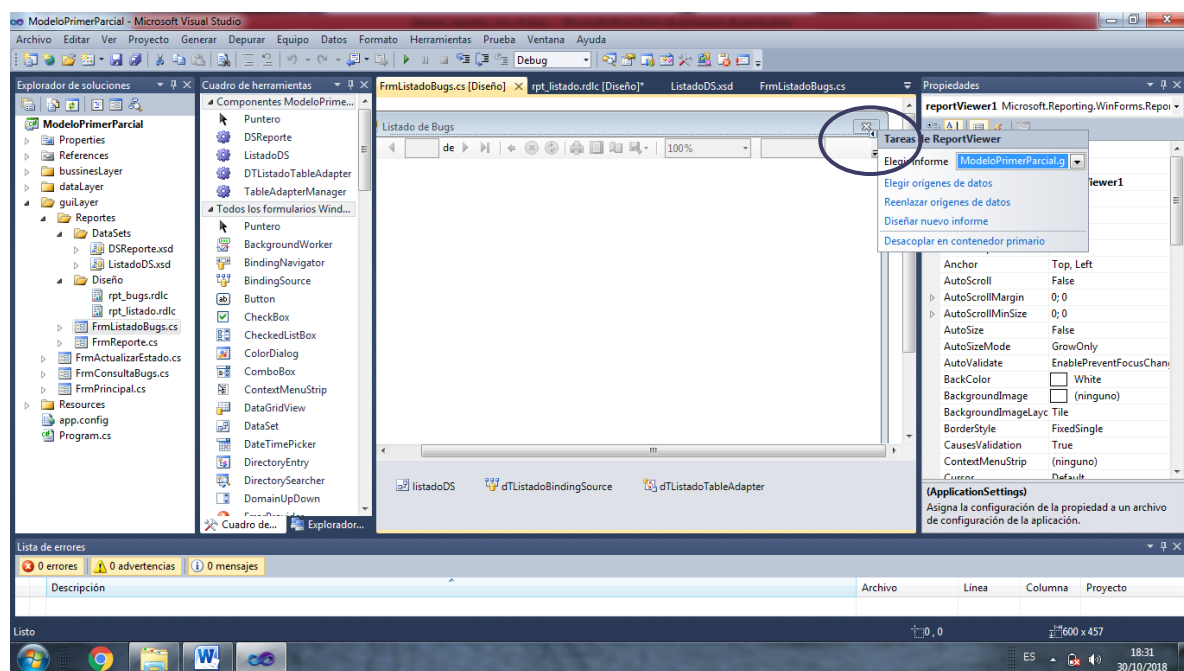 ModeloPrimerParcial - Microsoft Visual Studio
Archivo Editar Ver Proyecto Generar Depurar Equipo Datos Formato Herramientas Prueba Ventana Ayuda
Debug
Explorador de soluciones
ModeloPrimerParcial
Properties
References
bussinesLayer
dataLayer
guiLayer
Reportes
DataSets
DSReporte.xsd
ListadoDS.xsd
Diseño
rpt_bugs.rdlc
rpt_listado.rdlc
FrmListadoBugs.cs
FrmReporte.cs
FrmActualizarEstado.cs
FrmConsultaBugs.cs
FrmPrincipal.cs
Resources
app.config
Program.cs
Cuadro de herramientas
Componentes ModeloPrime...
Puntero
DSReporte
ListadoDS
DTListadoTableAdapter
TableAdapterManager
Todos los formularios Wind...
Puntero
BackgroundWorker
BindingNavigator
BindingSource
Button
CheckBox
CheckedListBox
ColorDialog
ComboBox
ContextMenuStrip
DataGridView
DataSet
DateTimePicker
DirectoryEntry
DirectorySearcher
DomainUpDown
Cuadro de... Explorador...
FrmListadoBugs.cs [Diseño] rpt_listado.rdlc [Diseño]* ListadoDS.xsd FrmListadoBugs.cs
Listado de Bugs
de 100%
listadoDS dTListadoBindingSource dTListadoTableAdapter
Tareas de ReportViewer
Elegir informe ModeloPrimerParcial.g
Elegir orígenes de datos
Reenlazar orígenes de datos
Diseñar nuevo informe
Desacoplar en contenedor primario
Propiedades
reportViewer1 Microsoft.Reporting.WinForms.Repor
iewer1
Anchor Top, Left
AutoScroll False
AutoScrollMargin 0; 0
AutoScrollMinSize 0; 0
AutoSize False
AutoSizeMode GrowOnly
AutoValidate EnablePreventFocusChan
BackColor White
BackgroundImage (ninguno)
BackgroundImageLayc Tile
BorderStyle FixedSingle
CausesValidation True
ContextMenuStrip (ninguno)
Cursor Default
(ApplicationSettings)
Asigna la configuración de la propiedad a un archivo
de configuración de la aplicación.
Lista de errores
0 errores 0 advertencias 0 mensajes
Descripción Archivo Línea Columna Proyecto
Listo 0 , 0 600 x 457
ES 18:31
30/10/2018